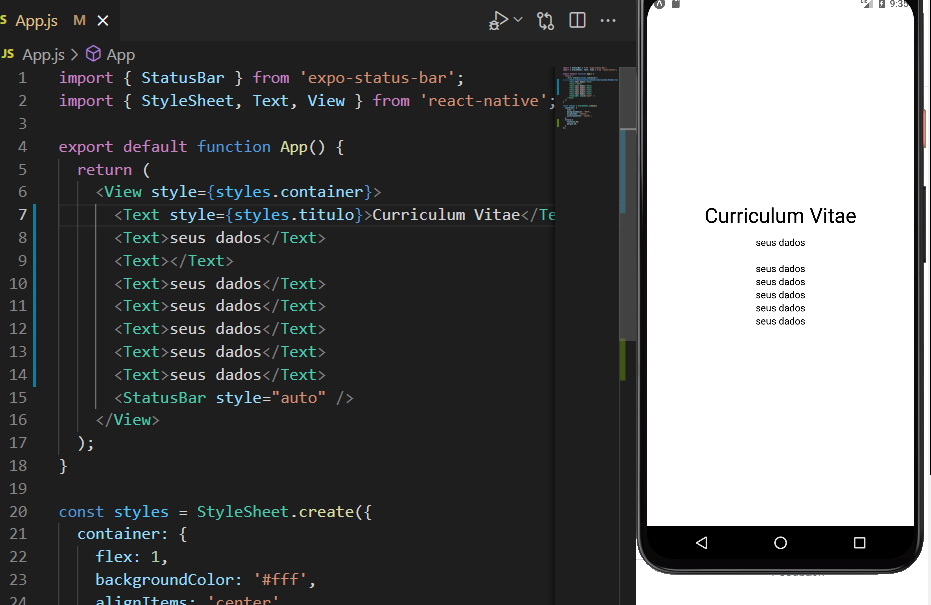 S App.js M
JS App.js > App
1 import { StatusBar } from 'expo-status-bar';
2 import { StyleSheet, Text, View } from 'react-native';
3
4 export default function App() {
5 return (
6 <View style={styles.container}>
7 <Text style={styles.titulo}>Curriculum Vitae</Te
8 <Text>seus dados</Text>
9 <Text></Text>
10 <Text>seus dados</Text>
11 <Text>seus dados</Text>
12 <Text>seus dados</Text>
13 <Text>seus dados</Text>
14 <Text>seus dados</Text>
15 <StatusBar style="auto" />
16 </View>
17 );
18 }
19
20 const styles = StyleSheet.create({
21 container: {
22 flex: 1,
23 backgroundColor: '#fff',
24 alignItems: 'center'
9:35
Curriculum Vitae
seus dados
seus dados
seus dados
seus dados
seus dados
seus dados